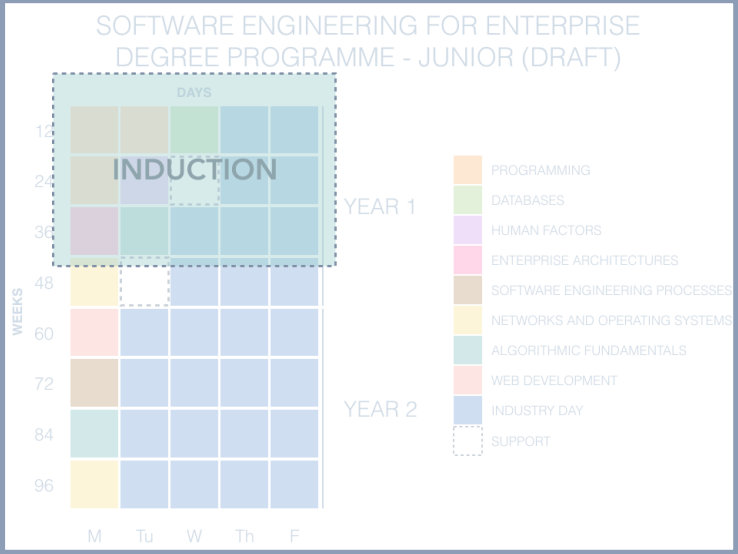 SOFTWARE ENGINEERING FOR ENTERPRISE
DEGREE PROGRAMME - JUNIOR (DRAFT)
DAYS
12
INDUCTION
24
36
48
60
72
84
96
WEEKS
M Tu W Th F
YEAR 1
YEAR 2
PROGRAMMING
DATABASES
HUMAN FACTORS
ENTERPRISE ARCHITECTURES
SOFTWARE ENGINEERING PROCESSES
NETWORKS AND OPERATING SYSTEMS
ALGORITHMIC FUNDAMENTALS
WEB DEVELOPMENT
INDUSTRY DAY
SUPPORT